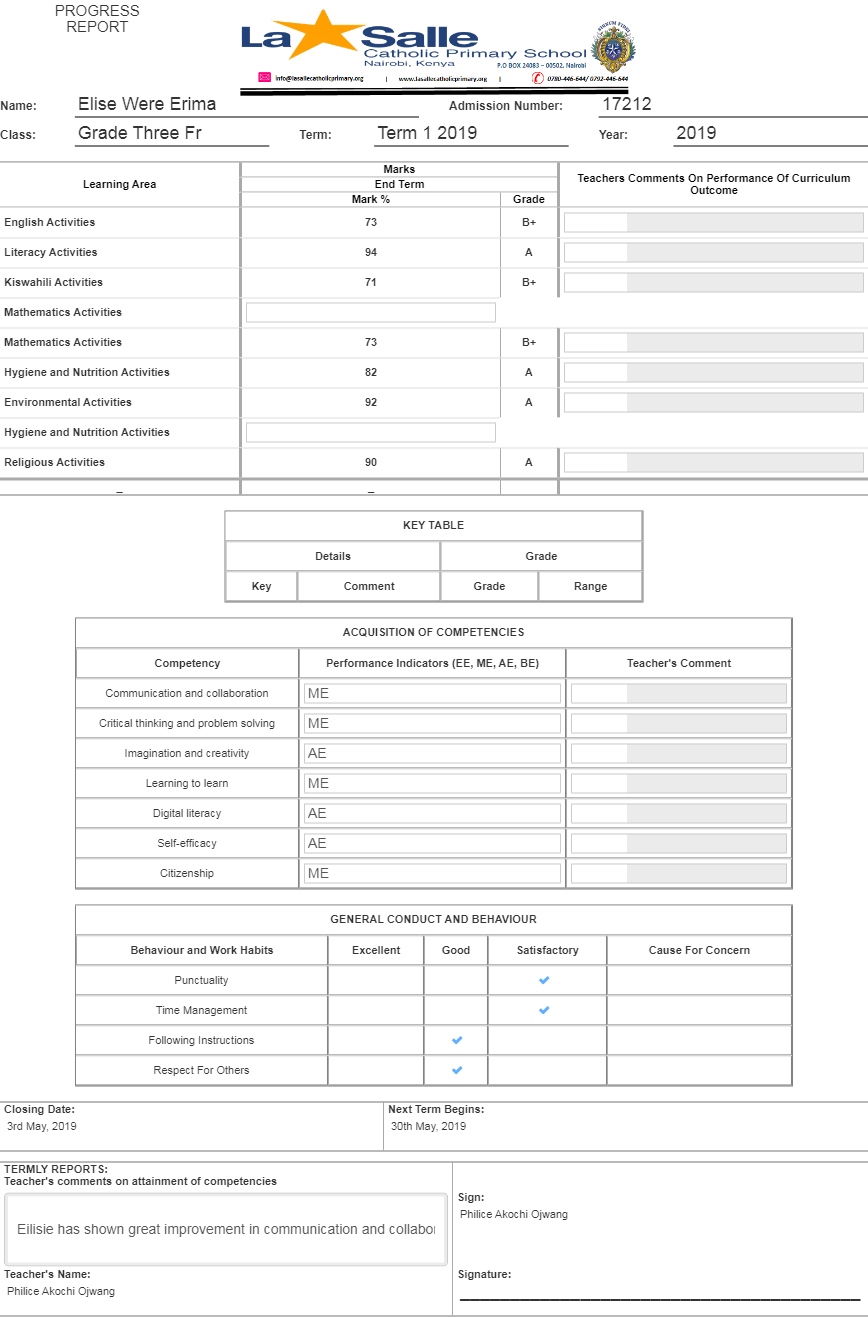 PROGRESS
REPORT
La Salle
Catholic Primary School
Nairobi, Kenya
P.O BOX 24083 – 00502. Nairobi
info@lasallecatholicprimary.org | www.lasallecatholicprimary.org | 0780-446-644/ 0792-446-644
Name: Elise Were Erima Admission Number: 17212
Class: Grade Three Fr Term: Term 1 2019 Year: 2019
Learning Area Marks Teachers Comments On Performance Of Curriculum Outcome
End Term
Mark % Grade
English Activities 73 B+
Literacy Activities 94 A
Kiswahili Activities 71 B+
Mathematics Activities
Mathematics Activities 73 B+
Hygiene and Nutrition Activities 82 A
Environmental Activities 92 A
Hygiene and Nutrition Activities
Religious Activities 90 A
– –
KEY TABLE
Details Grade
Key Comment Grade Range
ACQUISITION OF COMPETENCIES
Competency Performance Indicators (EE, ME, AE, BE) Teacher's Comment
Communication and collaboration ME
Critical thinking and problem solving ME
Imagination and creativity AE
Learning to learn ME
Digital literacy AE
Self-efficacy AE
Citizenship ME
GENERAL CONDUCT AND BEHAVIOUR
Behaviour and Work Habits Excellent Good Satisfactory Cause For Concern
Punctuality ✔
Time Management ✔
Following Instructions ✔
Respect For Others ✔
Closing Date: Next Term Begins:
3rd May, 2019 30th May, 2019
TERMLY REPORTS:
Teacher's comments on attainment of competencies
Sign:
Philice Akochi Ojwang
Eilisie has shown great improvement in communication and collabor
Teacher's Name: Signature:
Philice Akochi Ojwang